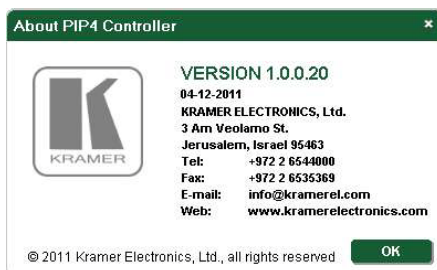 About PIP4 Controller ×
VERSION 1.0.0.20
04-12-2011
KRAMER ELECTRONICS, Ltd.
3 Am Veolamo St.
Jerusalem, Israel 95463
Tel: +972 2 6544000
Fax: +972 2 6535369
E-mail: info@kramerel.com
Web: www.kramerelectronics.com
KRAMER
© 2011 Kramer Electronics, Ltd., all rights reserved
OK